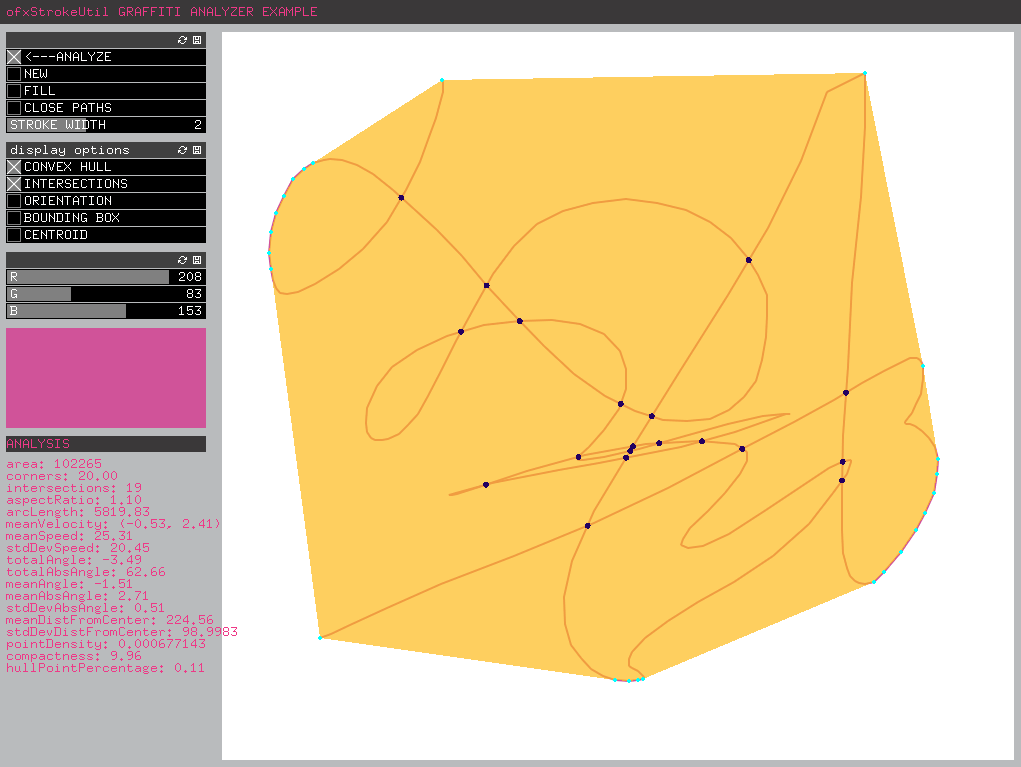 ofxStrokeUtil GRAFFITI ANALYZER EXAMPLE
<---ANALYZE
NEW
FILL
CLOSE PATHS
STROKE WIDTH 2
display options
CONVEX HULL
INTERSECTIONS
ORIENTATION
BOUNDING BOX
CENTROID
R 208
G 83
B 153
ANALYSIS
area: 102265
corners: 20.00
intersections: 19
aspectRatio: 1.10
arcLength: 5819.83
meanVelocity: (-0.53, 2.41)
meanSpeed: 25.31
stdDevSpeed: 20.45
totalAngle: -3.49
totalAbsAngle: 62.66
meanAngle: -1.51
meanAbsAngle: 2.71
stdDevAbsAngle: 0.51
meanDistFromCenter: 224.56
stdDevDistFromCenter: 98.9983
pointDensity: 0.000677143
compactness: 9.96
hullPointPercentage: 0.11